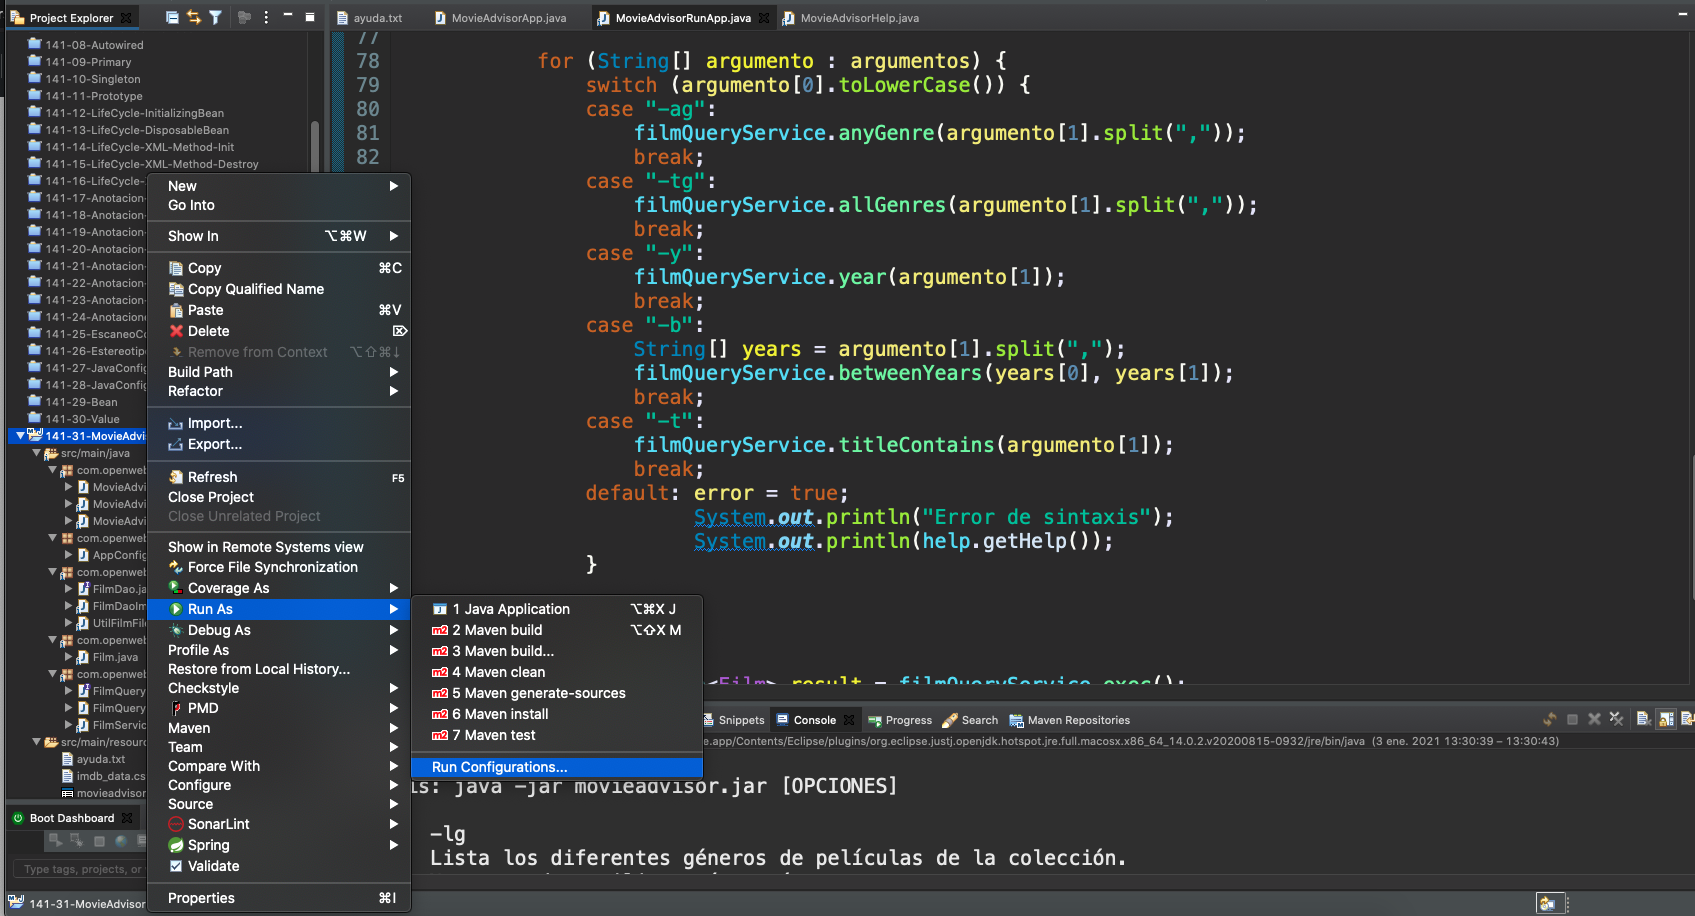 Project Explorer
ayuda.txt
MovieAdvisorApp.java
MovieAdvisorRunApp.java
MovieAdvisorHelp.java
141-08-Autowired
141-09-Primary
141-10-Singleton
141-11-Prototype
141-12-LifeCycle-InitializingBean
141-13-LifeCycle-DisposableBean
141-14-LifeCycle-XML-Method-Init
141-15-LifeCycle-XML-Method-Destroy
141-16-LifeCycle-
141-17-Anotacion
141-18-Anotacion-
141-19-Anotacion-
141-20-Anotacion-
141-21-Anotacion-
141-22-Anotacion-
141-23-Anotacion-
141-24-Anotacion
141-25-EscaneoCo
141-26-Estereotip
141-27-JavaConfig
141-28-JavaConfig
141-29-Bean
141-30-Value
141-31-MovieAdvi
src/main/java
com.openweb
MovieAdvi
MovieAdvi
MovieAdvi
com.openweb
AppConfig
com.openweb
FilmDao.ja
FilmDaoIm
UtilFilmFile
com.openweb
Film.java
com.openweb
FilmQuery
FilmQuery
FilmServic
src/main/resour
ayuda.txt
imdb_data.cs
movieadvisor
Boot Dashboard
Type tags, projects, or
141-31-MovieAdvisor
New
Go Into
Show In ⌥⌘W
Copy ⌘C
Copy Qualified Name
Paste ⌘V
Delete ⌦
Remove from Context ⌥⇧⌘↓
Build Path
Refactor
Import...
Export...
Refresh F5
Close Project
Close Unrelated Project
Show in Remote Systems view
Force File Synchronization
Coverage As
Run As
Debug As
Profile As
Restore from Local History...
Checkstyle
PMD
Maven
Team
Compare With
Configure
Source
SonarLint
Spring
Validate
Properties ⌘I
1 Java Application ⌥⌘X J
m2 2 Maven build ⌥⇧X M
m2 3 Maven build...
m2 4 Maven clean
m2 5 Maven generate-sources
m2 6 Maven install
m2 7 Maven test
Run Configurations...
77
78 for (String[] argumento : argumentos) {
79 switch (argumento[0].toLowerCase()) {
80 case "-ag":
81 filmQueryService.anyGenre(argumento[1].split(","));
82 break;
case "-tg":
filmQueryService.allGenres(argumento[1].split(","));
break;
case "-y":
filmQueryService.year(argumento[1]);
break;
case "-b":
String[] years = argumento[1].split(",");
filmQueryService.betweenYears(years[0], years[1]);
break;
case "-t":
filmQueryService.titleContains(argumento[1]);
break;
default: error = true;
System.out.println("Error de sintaxis");
System.out.println(help.getHelp());
}
<Film> result = filmQueryService.exec();
Snippets
Console
Progress
Search
Maven Repositories
e.app/Contents/Eclipse/plugins/org.eclipse.justj.openjdk.hotspot.jre.full.macosx.x86_64_14.0.2.v20200815-0932/jre/bin/java (3 ene. 2021 13:30:39 – 13:30:43)
is: java -jar movieadvisor.jar [OPCIONES]
-lg
Lista los diferentes géneros de películas de la colección.